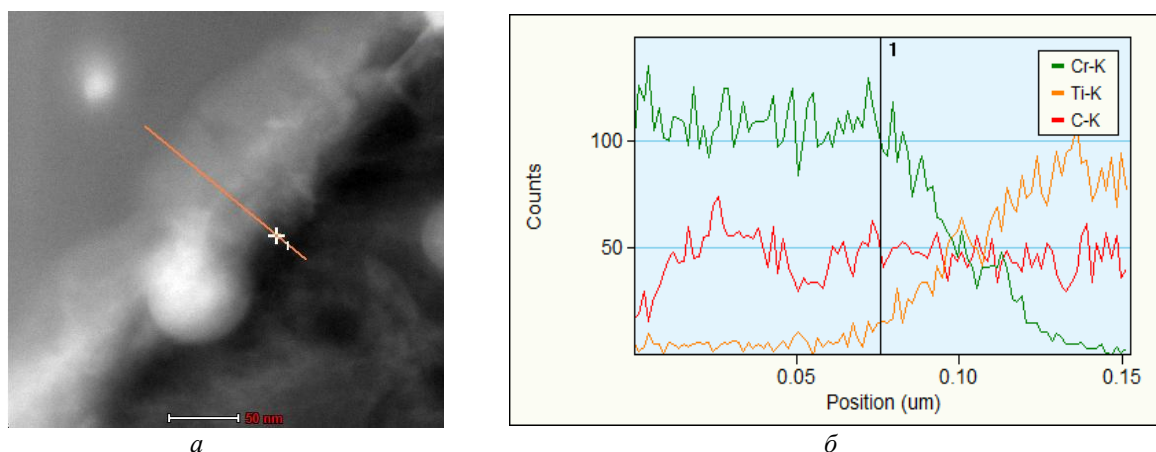 1
50 nm
а
1
Cr-K
Ti-K
C-K
100
50
Counts
0.05
0.10
0.15
Position (um)
б